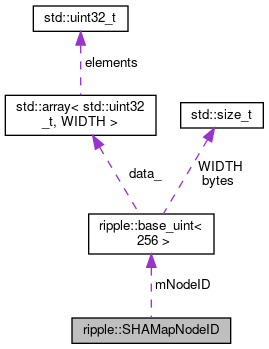 std::uint32_t
elements
std::array< std::uint32
_t, WIDTH >
std::size_t
data_
WIDTH
bytes
ripple::base_uint<
256 >
mNodeID
ripple::SHAMapNodeID